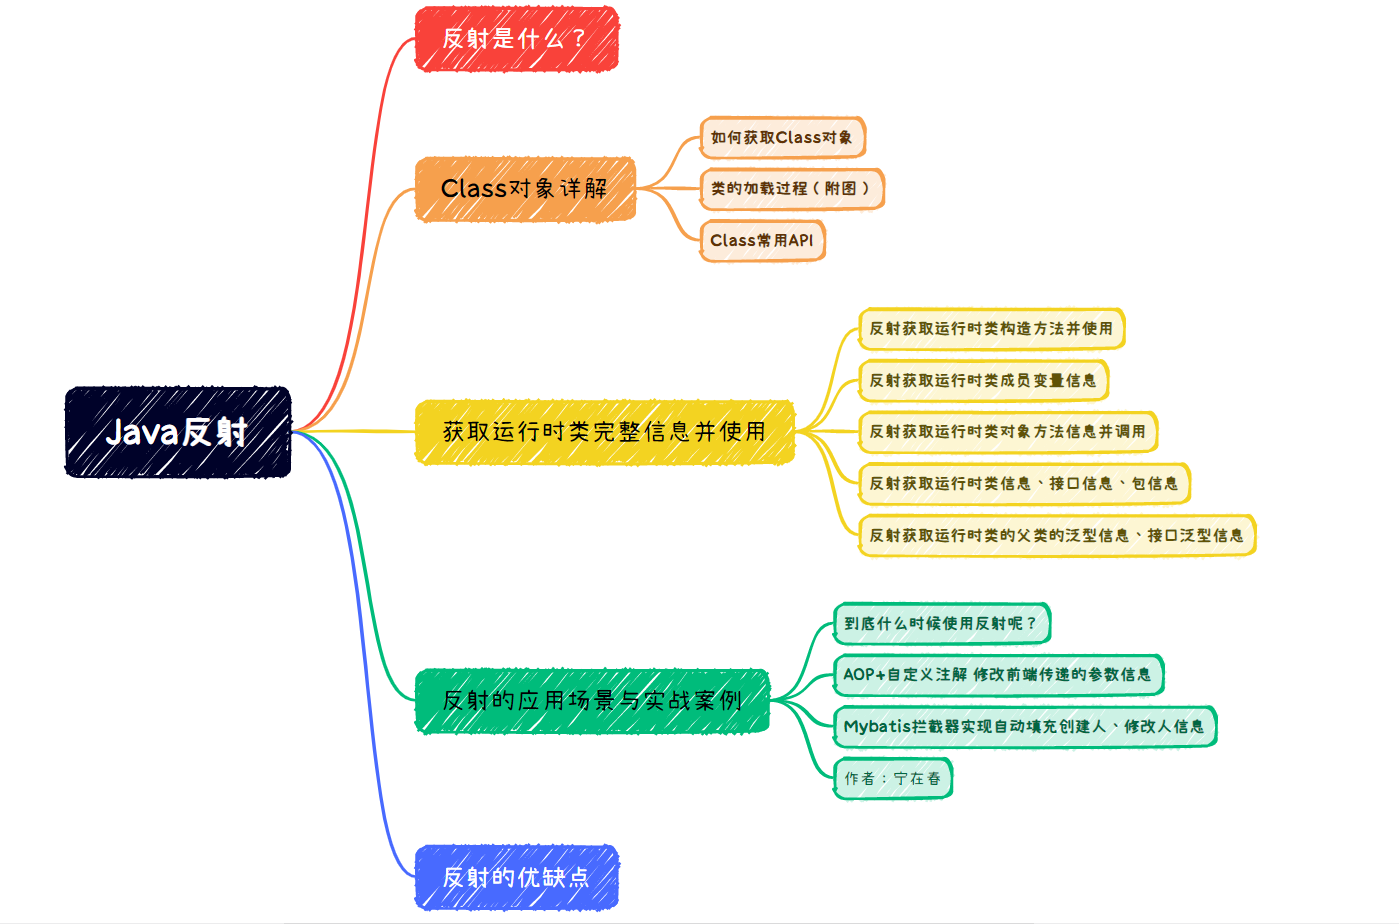 Java反射
反射是什么？
Class对象详解
如何获取Class对象
类的加载过程（附图）
Class常用API
获取运行时类完整信息并使用
反射获取运行时类构造方法并使用
反射获取运行时类成员变量信息
反射获取运行时类对象方法信息并调用
反射获取运行时类信息、接口信息、包信息
反射获取运行时类的父类的泛型信息、接口泛型信息
反射的应用场景与实战案例
到底什么时候使用反射呢？
AOP+自定义注解 修改前端传递的参数信息
Mybatis拦截器实现自动填充创建人、修改人信息
作者：宁在春
反射的优缺点